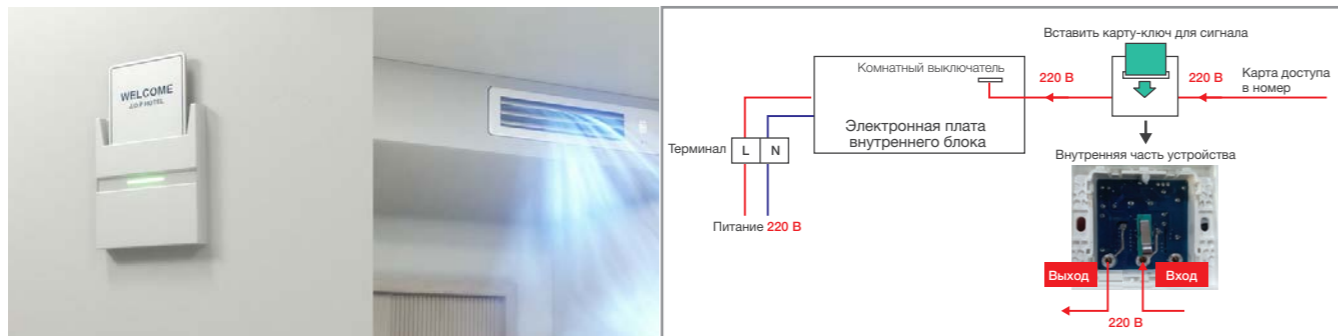 WELCOME
J.O.F HOTEL
Вставить карту-ключ для сигнала
Комнатный выключатель
220 В
220 В
Карта доступа
в номер
Электронная плата
внутреннего блока
Терминал
L N
Внутренняя часть устройства
Питание 220 В
Выход
Вход
220 В